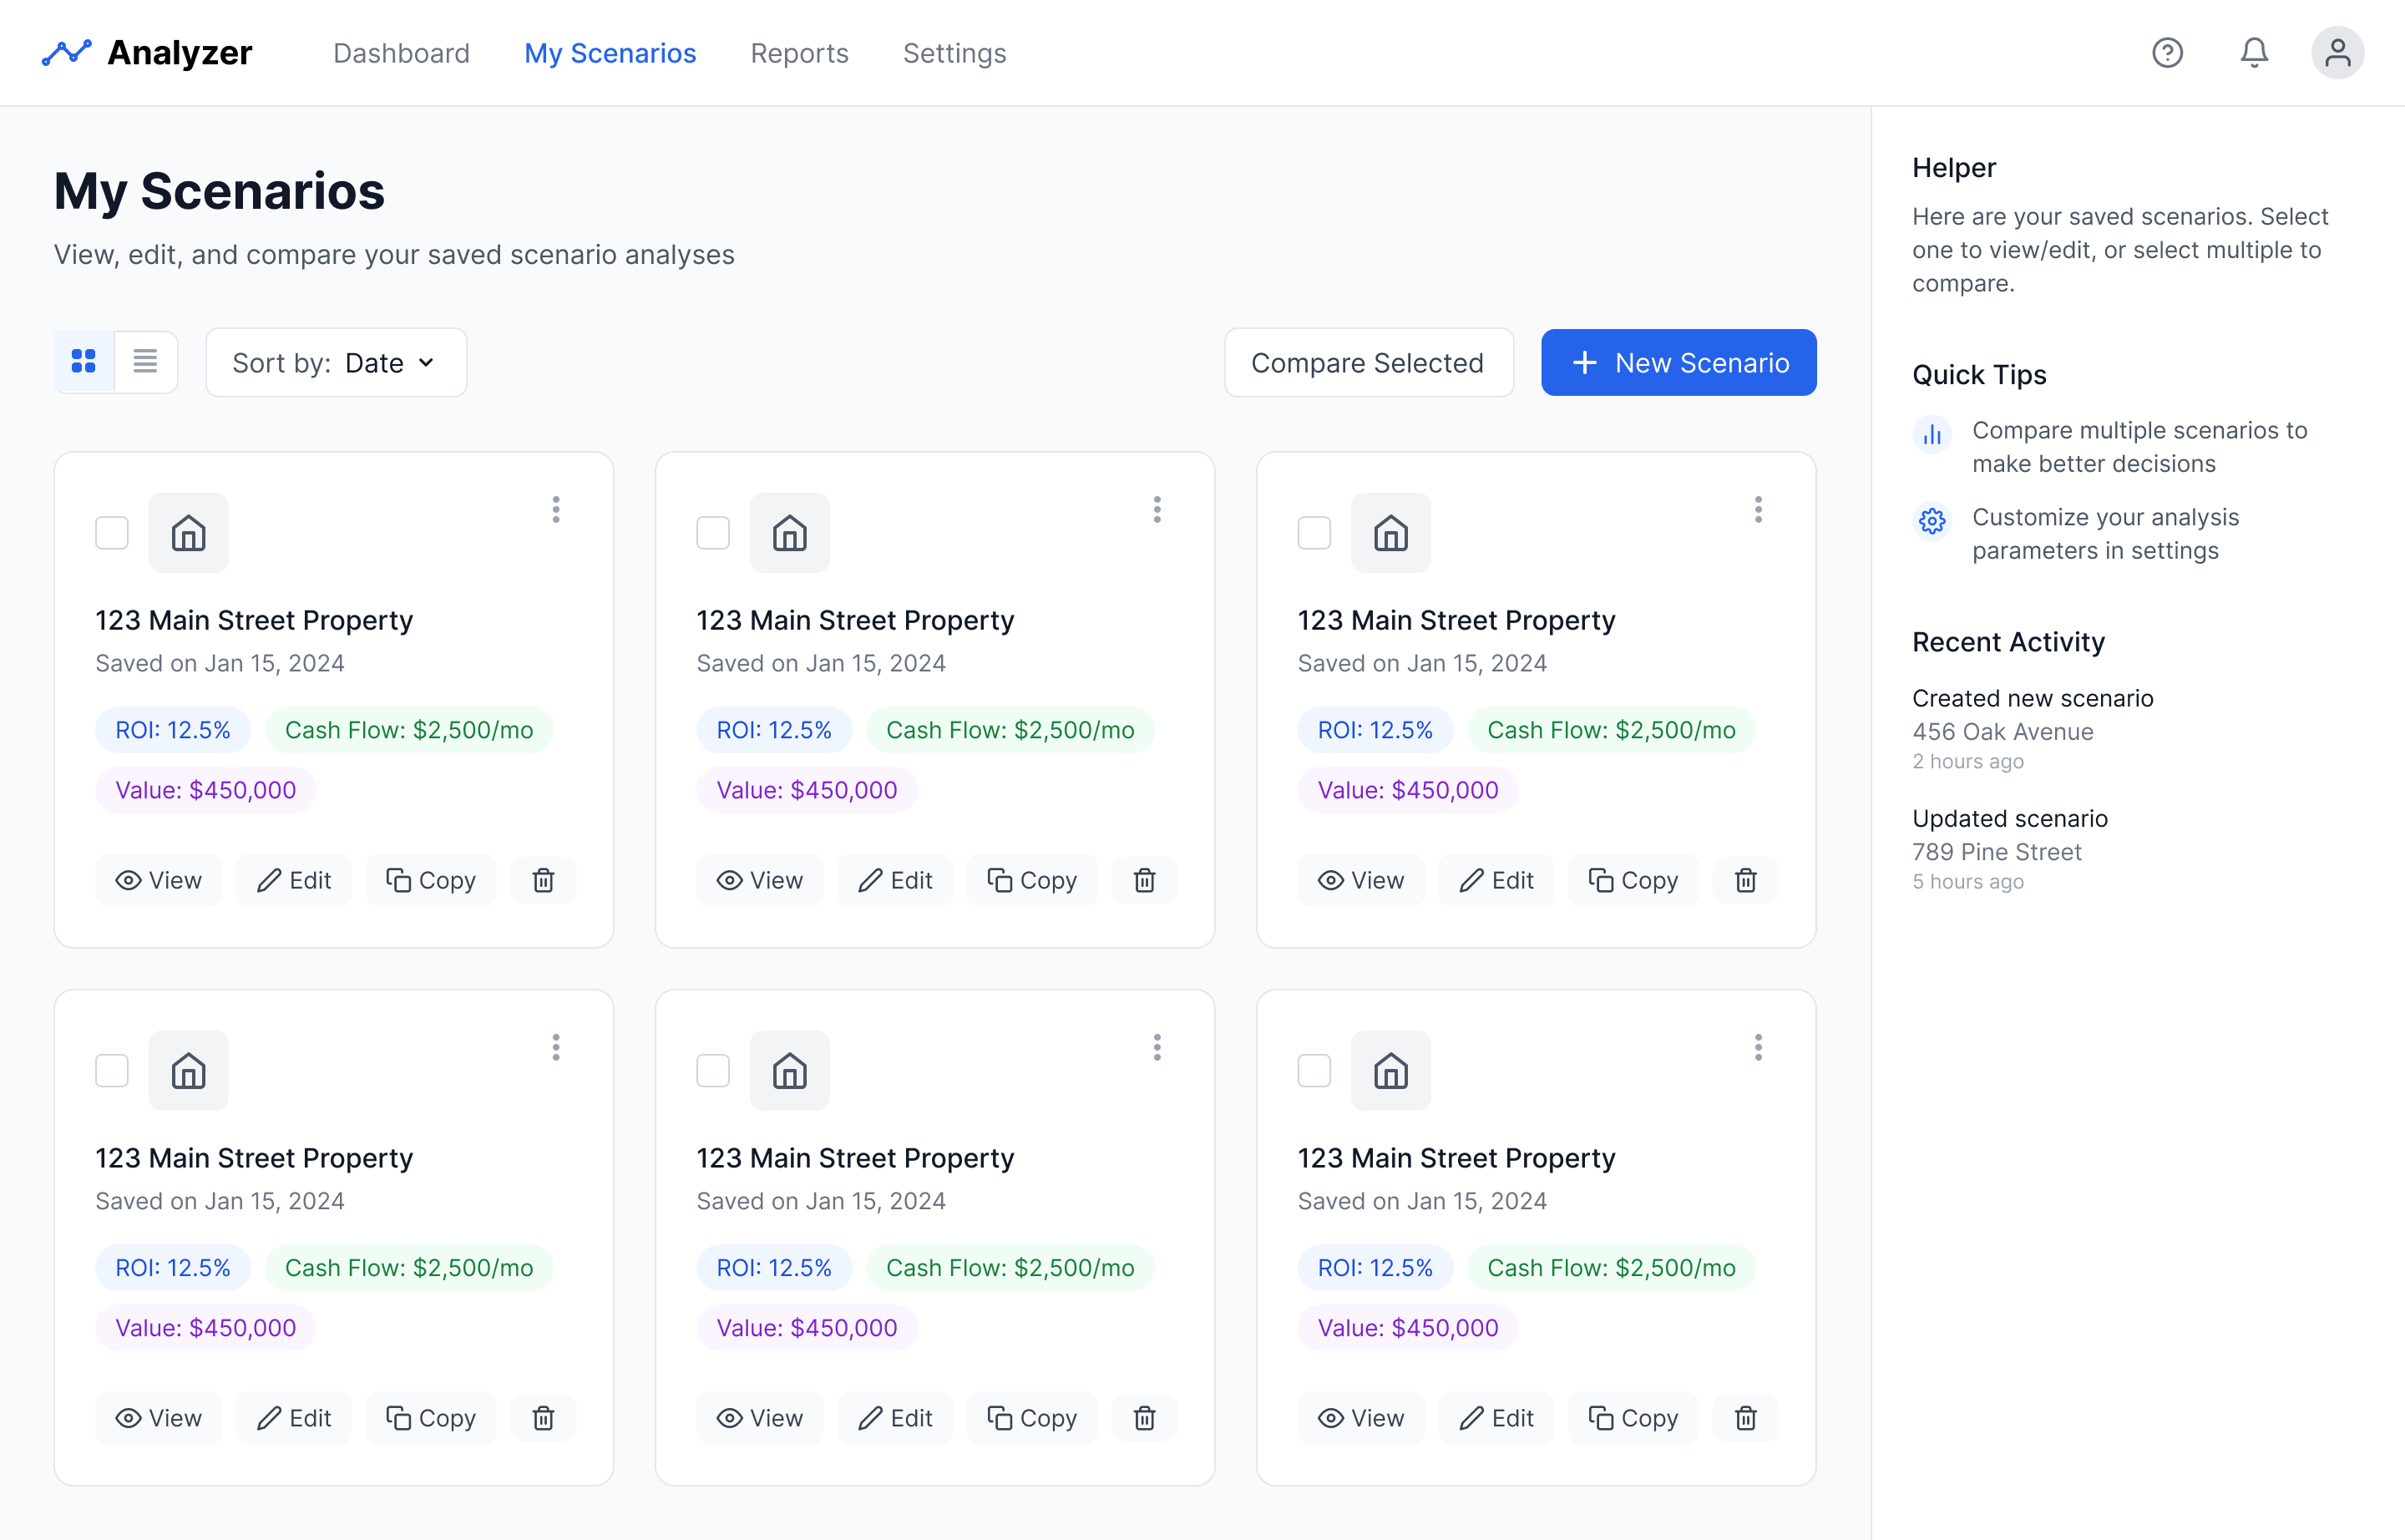 Analyzer
Dashboard
My Scenarios
Reports
Settings
My Scenarios
View, edit, and compare your saved scenario analyses
Sort by: Date
Compare Selected
New Scenario
123 Main Street Property
Saved on Jan 15, 2024
ROI: 12.5%
Cash Flow: $2,500/mo
Value: $450,000
View
Edit
Copy
123 Main Street Property
Saved on Jan 15, 2024
ROI: 12.5%
Cash Flow: $2,500/mo
Value: $450,000
View
Edit
Copy
123 Main Street Property
Saved on Jan 15, 2024
ROI: 12.5%
Cash Flow: $2,500/mo
Value: $450,000
View
Edit
Copy
123 Main Street Property
Saved on Jan 15, 2024
ROI: 12.5%
Cash Flow: $2,500/mo
Value: $450,000
View
Edit
Copy
123 Main Street Property
Saved on Jan 15, 2024
ROI: 12.5%
Cash Flow: $2,500/mo
Value: $450,000
View
Edit
Copy
123 Main Street Property
Saved on Jan 15, 2024
ROI: 12.5%
Cash Flow: $2,500/mo
Value: $450,000
View
Edit
Copy
Helper
Here are your saved scenarios. Select
one to view/edit, or select multiple to
compare.
Quick Tips
Compare multiple scenarios to
make better decisions
Customize your analysis
parameters in settings
Recent Activity
Created new scenario
456 Oak Avenue
2 hours ago
Updated scenario
789 Pine Street
5 hours ago